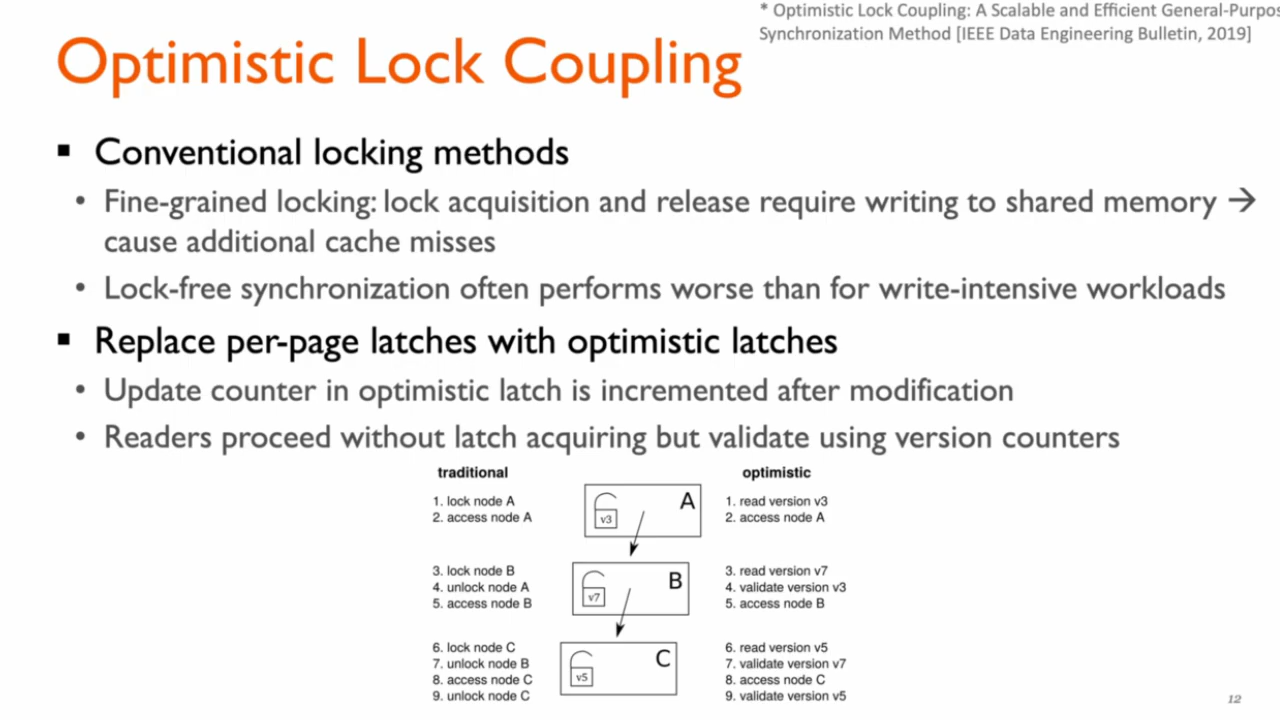 * Optimistic Lock Coupling: A Scalable and Efficient General-Purpos
Synchronization Method [IEEE Data Engineering Bulletin, 2019]
Optimistic Lock Coupling
▪ Conventional locking methods
• Fine-grained locking: lock acquisition and release require writing to shared memory →
cause additional cache misses
• Lock-free synchronization often performs worse than for write-intensive workloads
▪ Replace per-page latches with optimistic latches
• Update counter in optimistic latch is incremented after modification
• Readers proceed without latch acquiring but validate using version counters
traditional
1. lock node A
2. access node A
3. lock node B
4. unlock node A
5. access node B
6. lock node C
7. unlock node B
8. access node C
9. unlock node C
A
v3
B
v7
C
v5
optimistic
1. read version v3
2. access node A
3. read version v7
4. validate version v3
5. access node B
6. read version v5
7. validate version v7
8. access node C
9. validate version v5
12